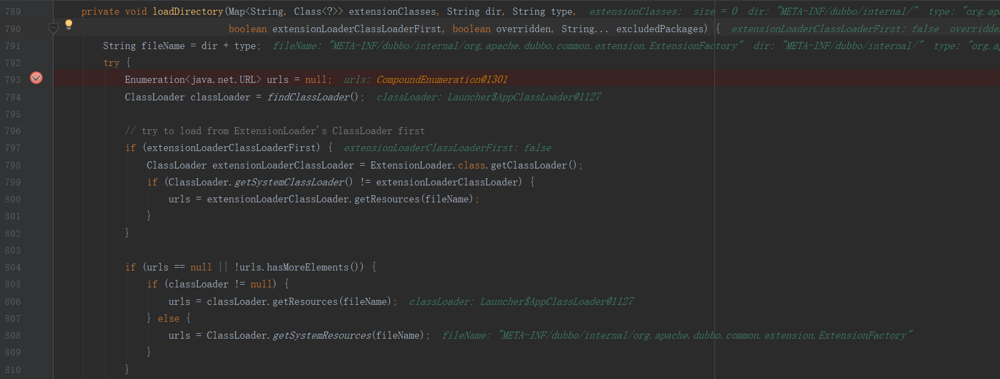 789 private void loadDirectory(Map<String, Class<?>> extensionClasses, String dir, String type, extensionClasses: size = 0 dir: "META-INF/dubbo/internal/" type: "org.apa
790 boolean extensionLoaderClassLoaderFirst, boolean overridden, String... excludedPackages) { extensionLoaderClassLoaderFirst: false overridde
791 String fileName = dir + type; fileName: "META-INF/dubbo/internal/org.apache.dubbo.common.extension.ExtensionFactory" dir: "META-INF/dubbo/internal/" type: "org.ap
792 try {
793 Enumeration<java.net.URL> urls = null; urls: CompoundEnumeration@1301
794 ClassLoader classLoader = findClassLoader(); classLoader: Launcher$AppClassLoader@1127
795
796 // try to load from ExtensionLoader's ClassLoader first
797 if (extensionLoaderClassLoaderFirst) { extensionLoaderClassLoaderFirst: false
798 ClassLoader extensionLoaderClassLoader = ExtensionLoader.class.getClassLoader();
799 if (ClassLoader.getSystemClassLoader() != extensionLoaderClassLoader) {
800 urls = extensionLoaderClassLoader.getResources(fileName);
801 }
802 }
803
804 if (urls == null || !urls.hasMoreElements()) {
805 if (classLoader != null) {
806 urls = classLoader.getResources(fileName); classLoader: Launcher$AppClassLoader@1127
807 } else {
808 urls = ClassLoader.getSystemResources(fileName); fileName: "META-INF/dubbo/internal/org.apache.dubbo.common.extension.ExtensionFactory"
809 }
810 }